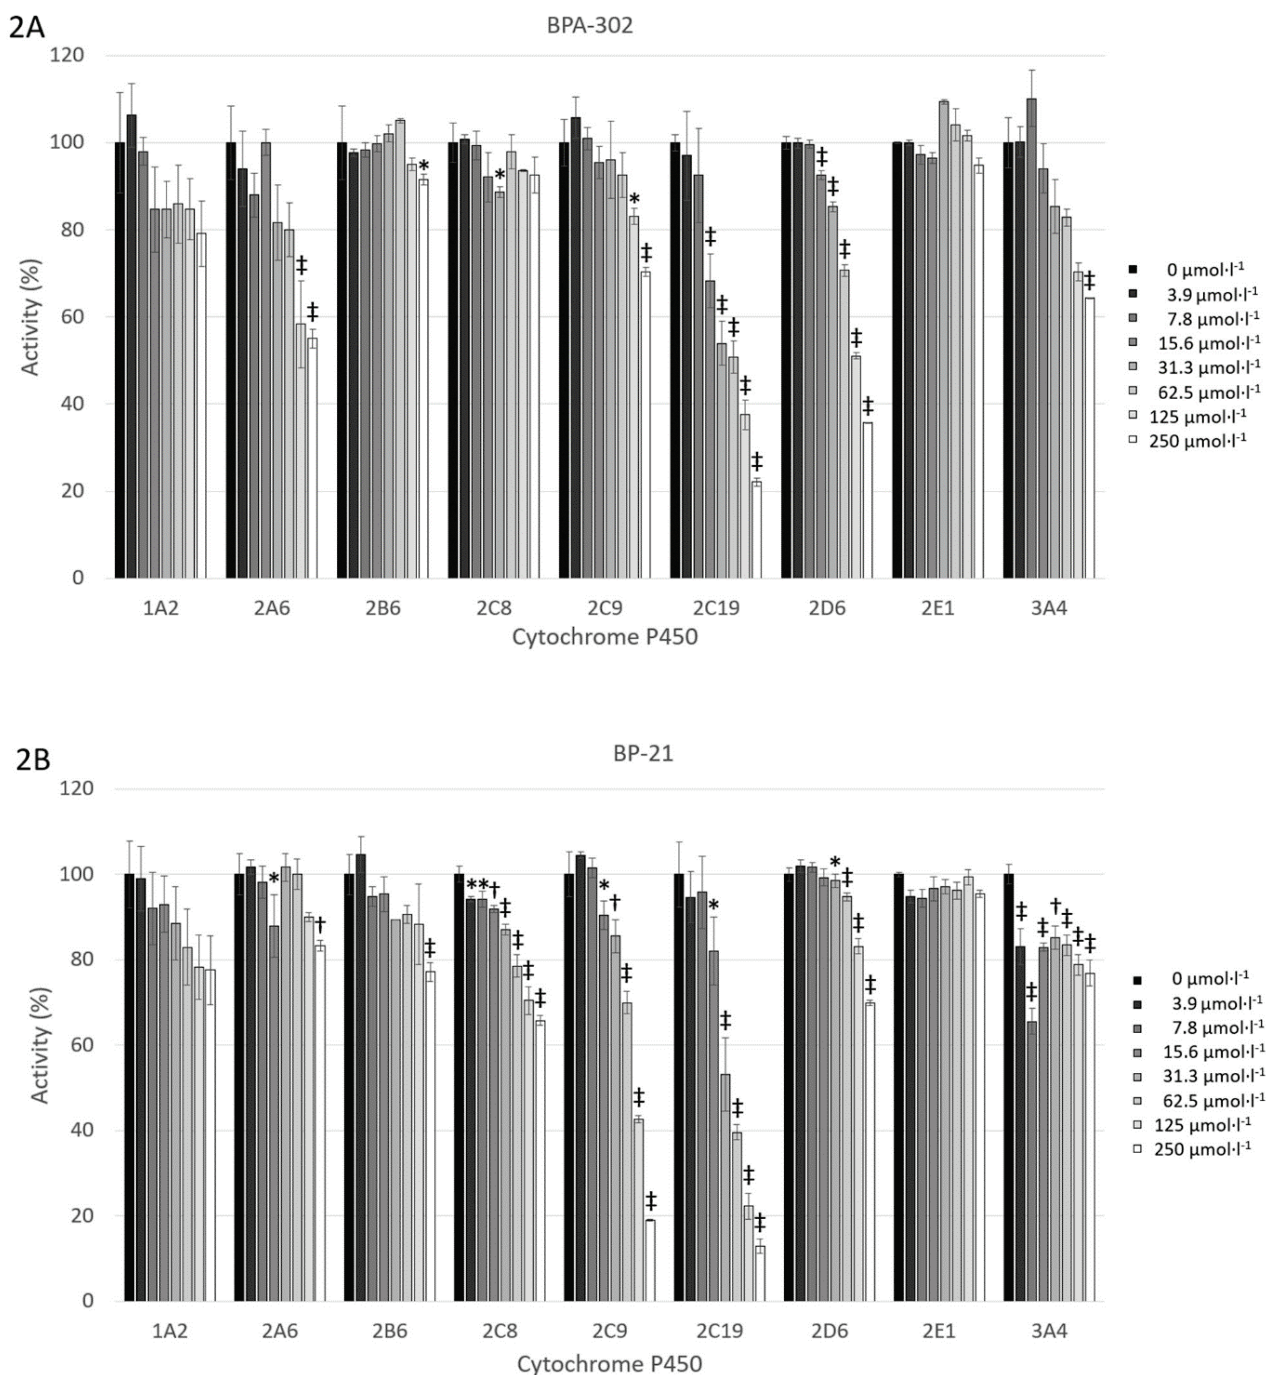 2A
BPA-302
120
100
80
60
40
20
0
Activity (%)
* * * ‡ ‡ ‡ ‡ ‡ ‡ ‡ ‡ ‡ ‡ ‡ ‡ ‡ ‡ ‡
1A2 2A6 2B6 2C8 2C9 2C19 2D6 2E1 3A4
Cytochrome P450
0 µmol·l⁻¹
3.9 µmol·l⁻¹
7.8 µmol·l⁻¹
15.6 µmol·l⁻¹
31.3 µmol·l⁻¹
62.5 µmol·l⁻¹
125 µmol·l⁻¹
250 µmol·l⁻¹
2B
BP-21
120
100
80
60
40
20
0
Activity (%)
* † ‡ * * † ‡ ‡ ‡ ‡ * † ‡ ‡ ‡ * ‡ ‡ ‡ ‡ * ‡ ‡ ‡ ‡ ‡ ‡ † ‡ ‡ ‡
1A2 2A6 2B6 2C8 2C9 2C19 2D6 2E1 3A4
Cytochrome P450
0 µmol·l⁻¹
3.9 µmol·l⁻¹
7.8 µmol·l⁻¹
15.6 µmol·l⁻¹
31.3 µmol·l⁻¹
62.5 µmol·l⁻¹
125 µmol·l⁻¹
250 µmol·l⁻¹